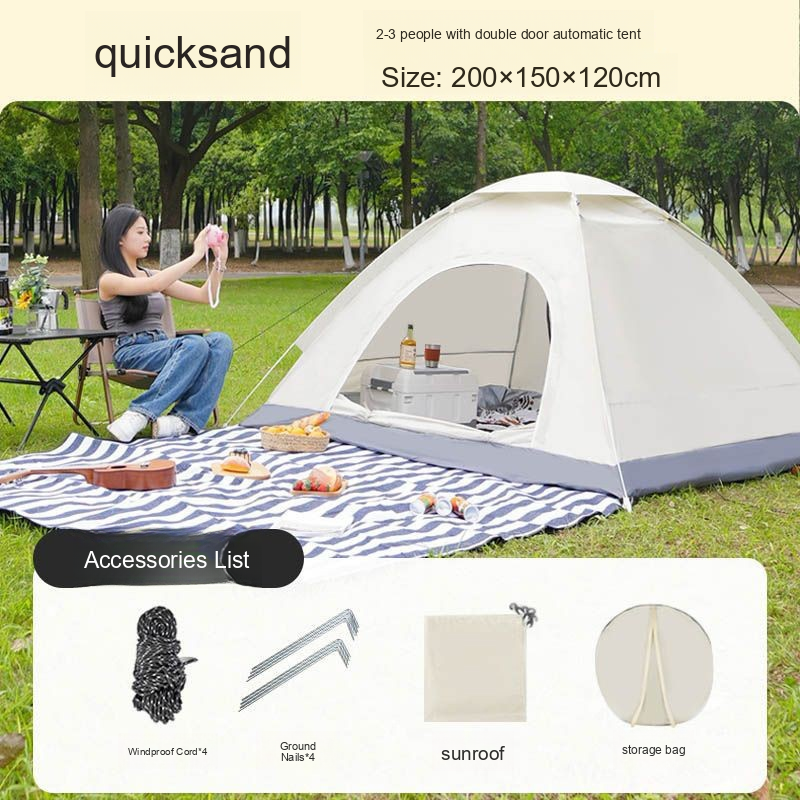 quicksand
2-3 people with double door automatic tent
Size: 200×150×120cm
Accessories List
Windproof Cord*4
Ground
Nails*4
sunroof
storage bag